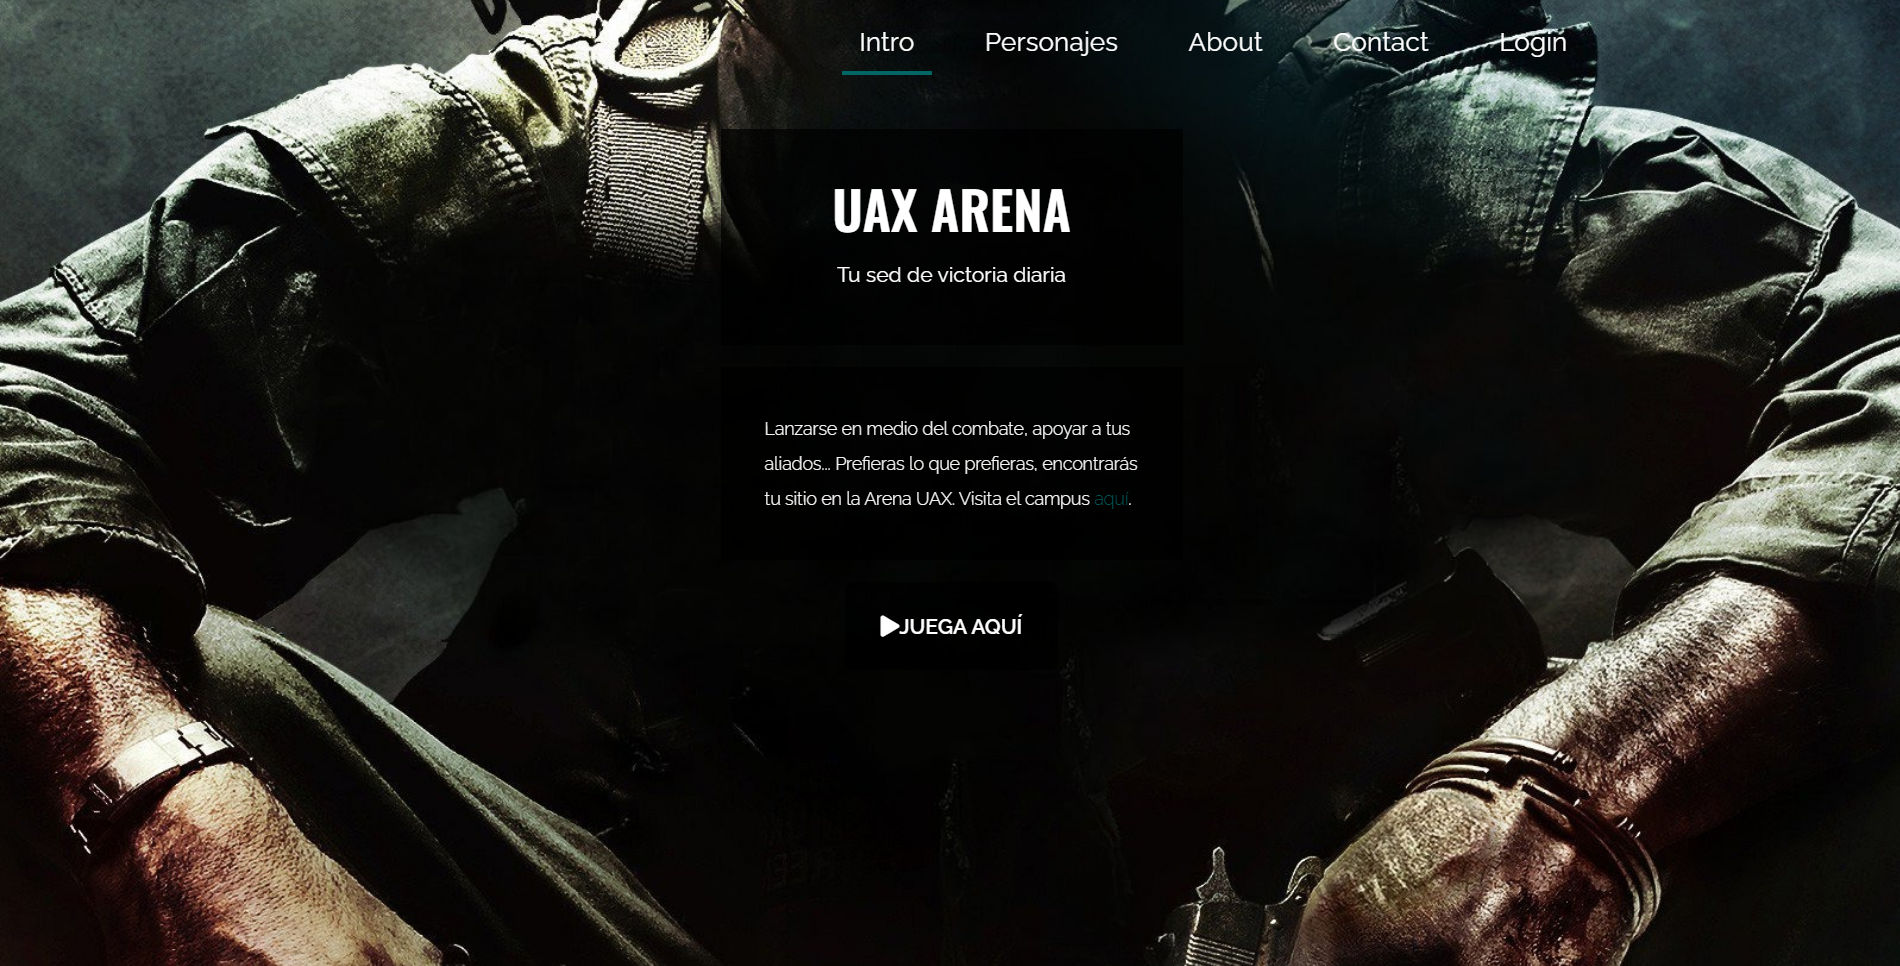 Intro Personajes About Contact Login
UAX ARENA
Tu sed de victoria diaria
Lanzarse en medio del combate, apoyar a tus
aliados... Prefieras lo que prefieras, encontrarás
tu sitio en la Arena UAX. Visita el campus aquí.
JUEGA AQUÍ